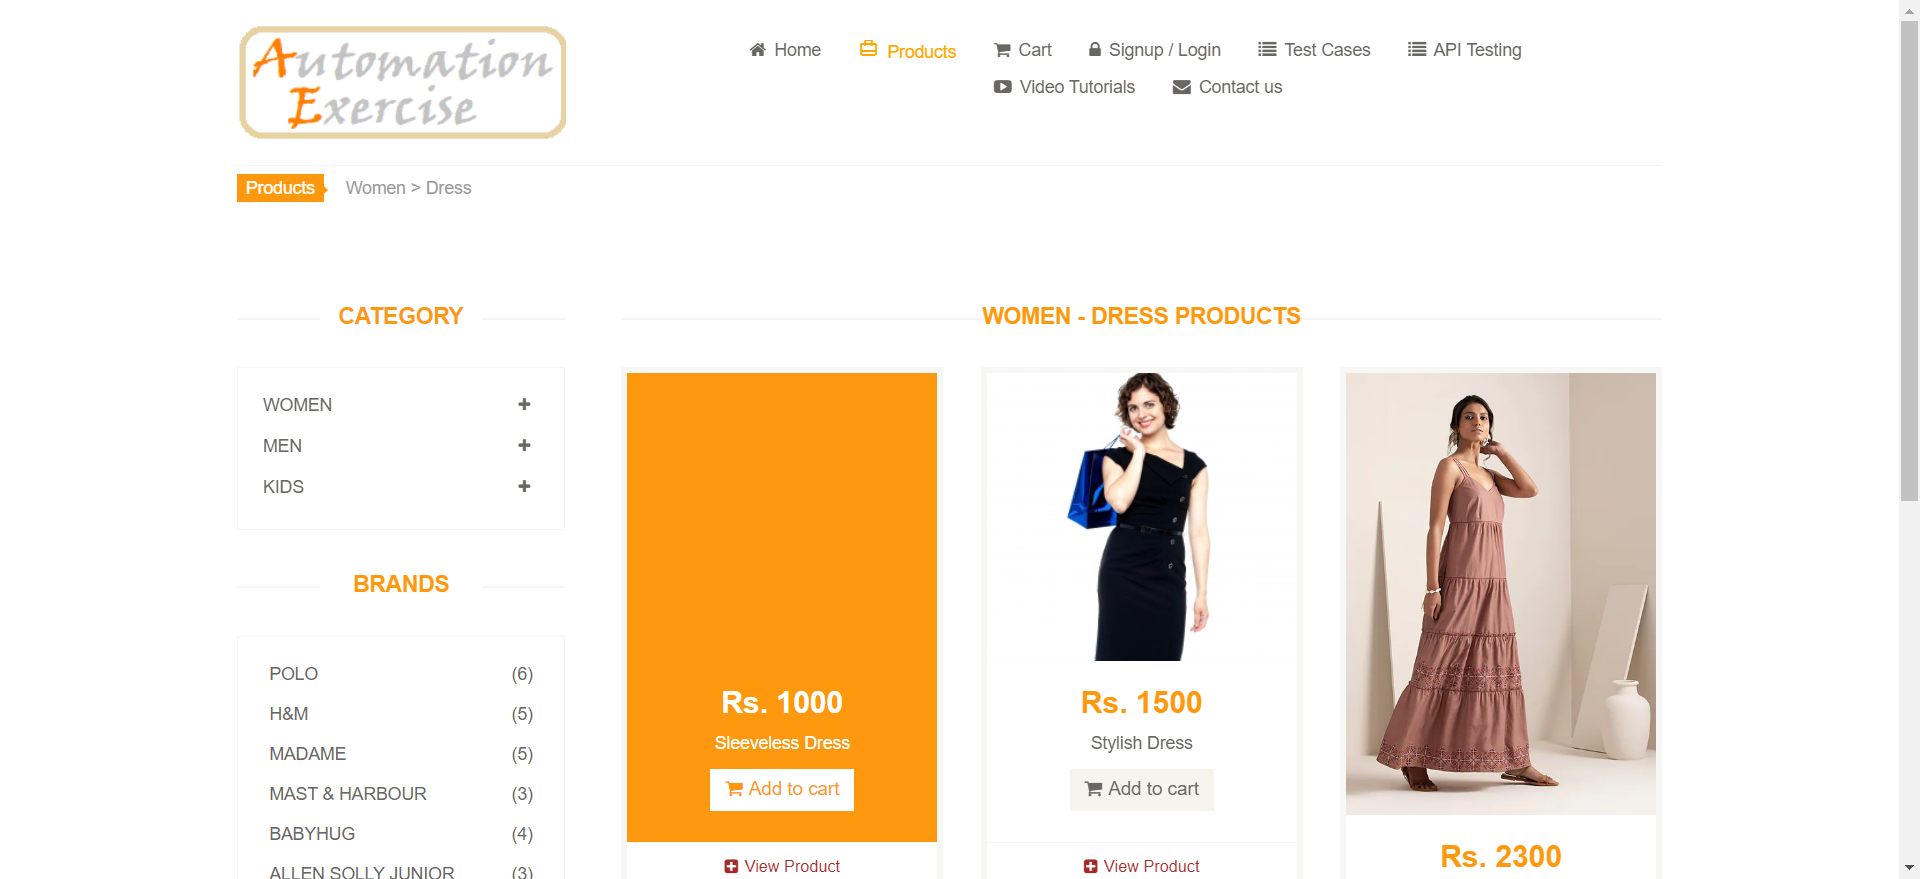 Automation
Exercise
Home
Products
Cart
Signup / Login
Test Cases
API Testing
Video Tutorials
Contact us
Products
Women > Dress
CATEGORY
WOMEN
MEN
KIDS
BRANDS
POLO (6)
H&M (5)
MADAME (5)
MAST & HARBOUR (3)
BABYHUG (4)
ALLEN SOLLY JUNIOR (3)
WOMEN - DRESS PRODUCTS
Rs. 1000
Sleeveless Dress
Add to cart
View Product
Rs. 1500
Stylish Dress
Add to cart
View Product
Rs. 2300